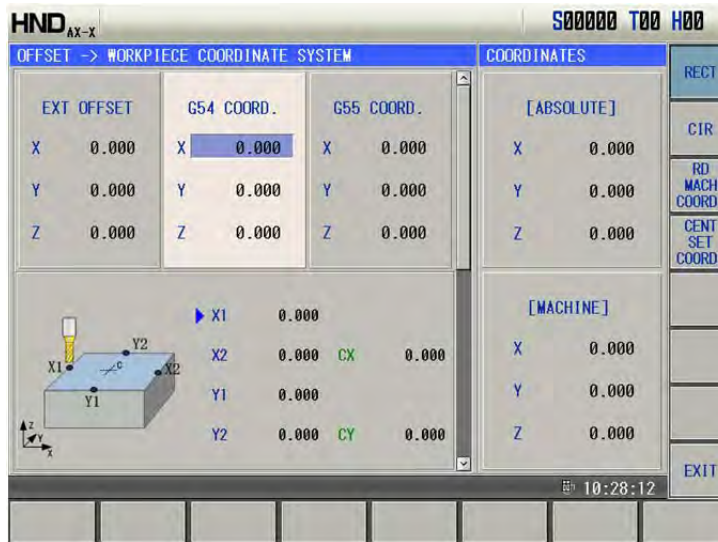 HND AX-X S00000 T00 H00
OFFSET -> WORKPIECE COORDINATE SYSTEM COORDINATES
RECT
EXT OFFSET G54 COORD. G55 COORD. [ABSOLUTE]
CIR
X 0.000 X 0.000 X 0.000 X 0.000
RD
MACH
COORD
Y 0.000 Y 0.000 Y 0.000 Y 0.000
CENT
SET
COORD
Z 0.000 Z 0.000 Z 0.000 Z 0.000
X1 0.000 [MACHINE]
X2 0.000 CX 0.000 X 0.000
Y1 0.000 Y 0.000
Y2 0.000 CY 0.000 Z 0.000
Y2
X1 C X2
Y1
Z
Y
X
EXIT
10:28:12